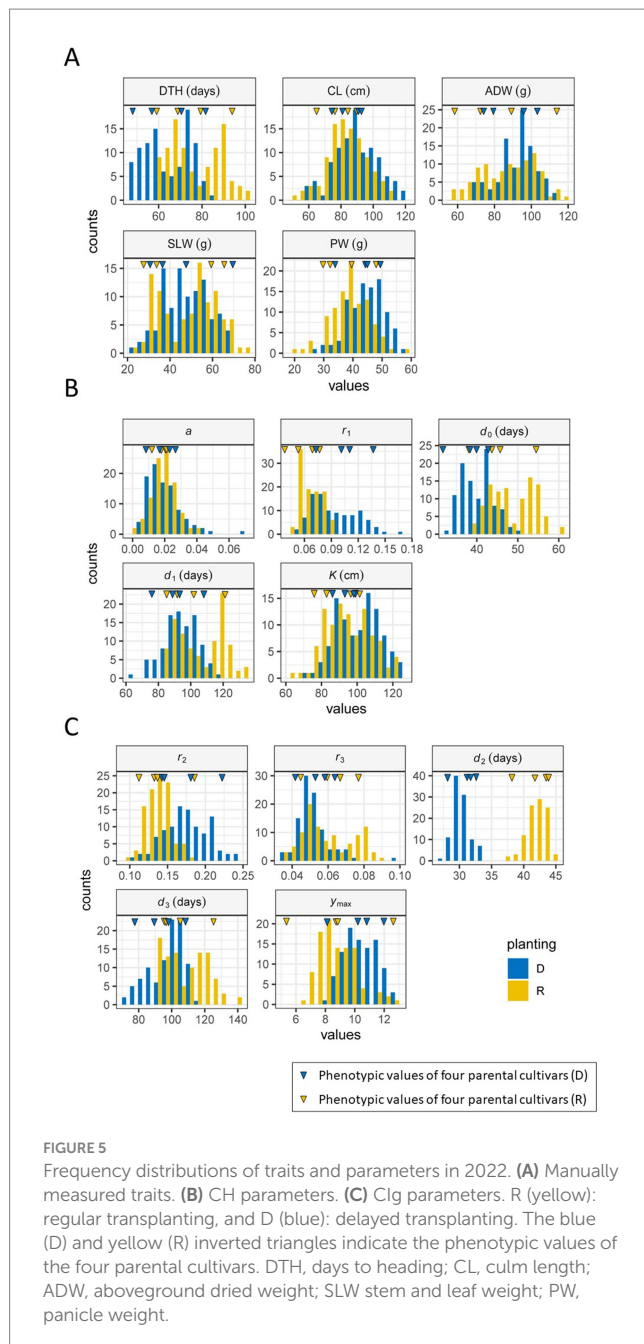 A
DTH (days) CL (cm) ADW (g)
20 15 10 5 0
60 80 100
15 10 5 0
60 80 100 120
25 20 15 10 5 0
60 80 100 120
counts
SLW (g) PW (g)
15 10 5 0
20 40 60 80
20 15 10 5 0
20 30 40 50 60
values
B
a r1 d0 (days)
20 10 0
0.00 0.02 0.04 0.06
30 20 10 0
0.06 0.09 0.12 0.15 0.18
25 20 15 10 5 0
40 50 60
counts
d1 (days) K (cm)
20 10 0
60 80 100 120
15 10 5 0
60 80 100 120
values
C
r2 r3 d2 (days)
25 20 15 10 5 0
0.10 0.15 0.20 0.25
30 20 10 0
0.04 0.06 0.08 0.10
40 30 20 10 0
30 35 40 45
counts
d3 (days) ymax
20 15 10 5 0
80 100 120 140
20 15 10 5 0
6 8 10 12
values
planting
D
R
Phenotypic values of four parental cultivars (D)
Phenotypic values of four parental cultivars (R)
FIGURE 5
Frequency distributions of traits and parameters in 2022. (A) Manually
measured traits. (B) CH parameters. (C) CIg parameters. R (yellow):
regular transplanting, and D (blue): delayed transplanting. The blue
(D) and yellow (R) inverted triangles indicate the phenotypic values of
the four parental cultivars. DTH, days to heading; CL, culm length;
ADW, aboveground dried weight; SLW stem and leaf weight; PW,
panicle weight.